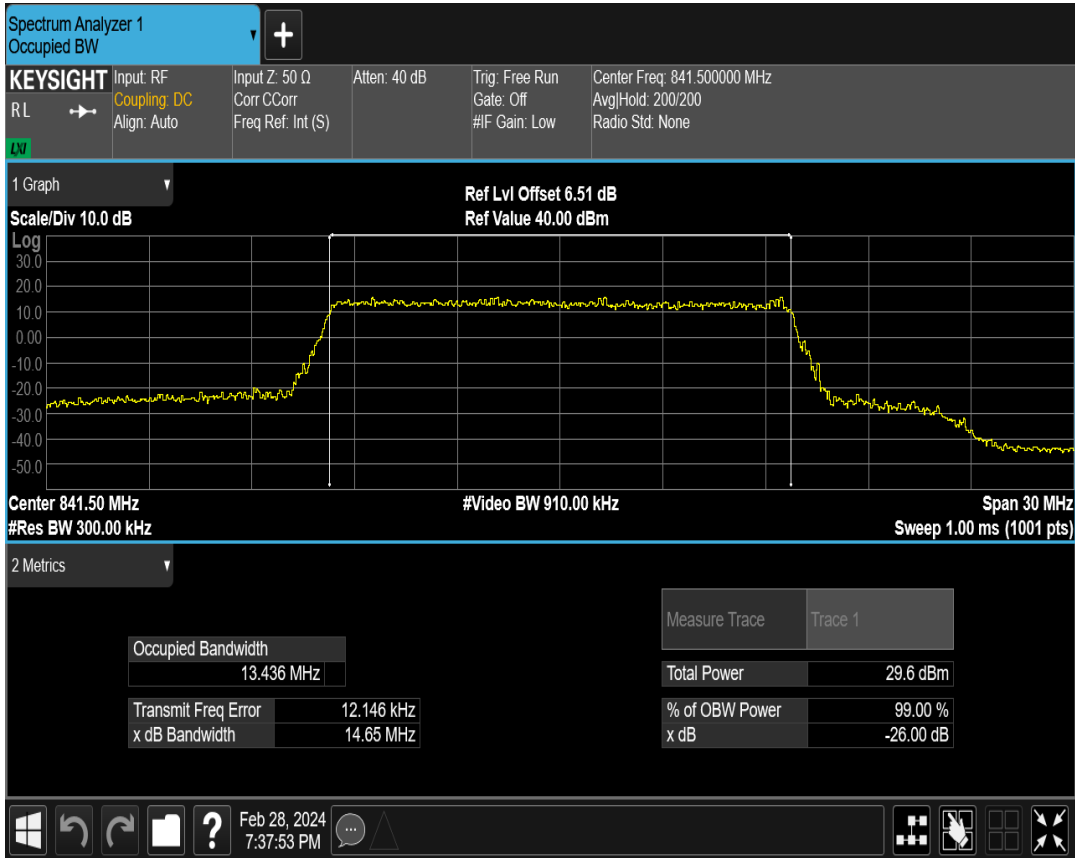 Spectrum Analyzer 1
Occupied BW
+
KEYSIGHT
RL
LXI
Input: RF
Coupling: DC
Align: Auto
Input Z: 50 Ω
Corr CCorr
Freq Ref: Int (S)
Atten: 40 dB
Trig: Free Run
Gate: Off
#IF Gain: Low
Center Freq: 841.500000 MHz
Avg|Hold: 200/200
Radio Std: None
1 Graph
Ref Lvl Offset 6.51 dB
Scale/Div 10.0 dB
Ref Value 40.00 dBm
Log
30.0
20.0
10.0
0.00
-10.0
-20.0
-30.0
-40.0
-50.0
Center 841.50 MHz
#Video BW 910.00 kHz
Span 30 MHz
#Res BW 300.00 kHz
Sweep 1.00 ms (1001 pts)
2 Metrics
Measure Trace Trace 1
Occupied Bandwidth
13.436 MHz
Total Power 29.6 dBm
Transmit Freq Error 12.146 kHz
% of OBW Power 99.00 %
x dB Bandwidth 14.65 MHz
x dB -26.00 dB
?
Feb 28, 2024
7:37:53 PM